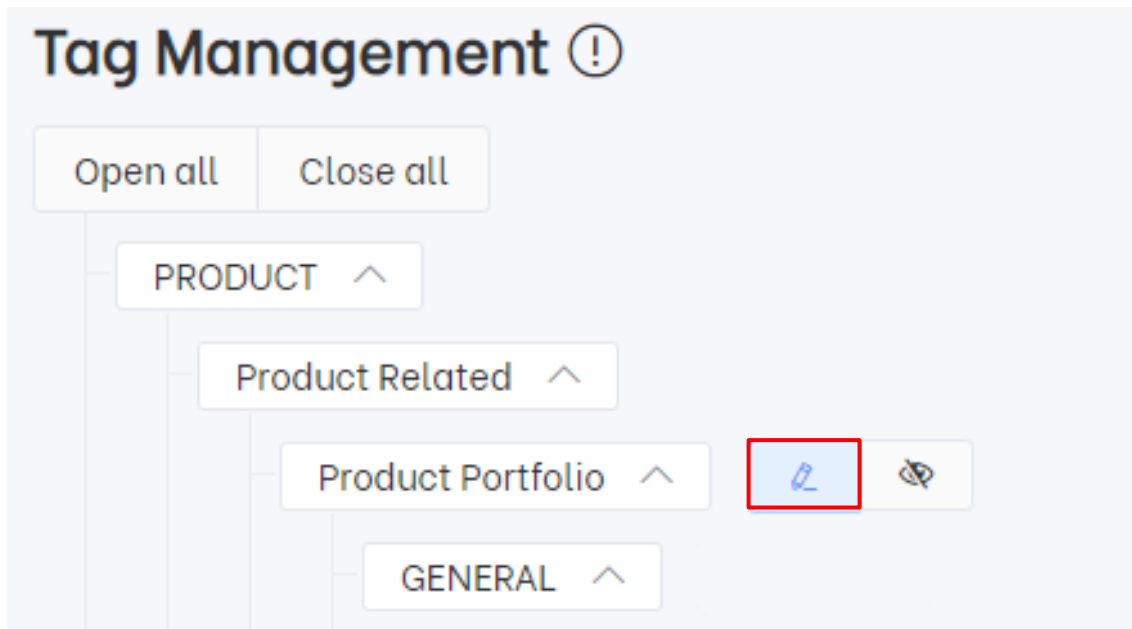 Tag Management
Open all Close all
PRODUCT
Product Related
Product Portfolio
GENERAL